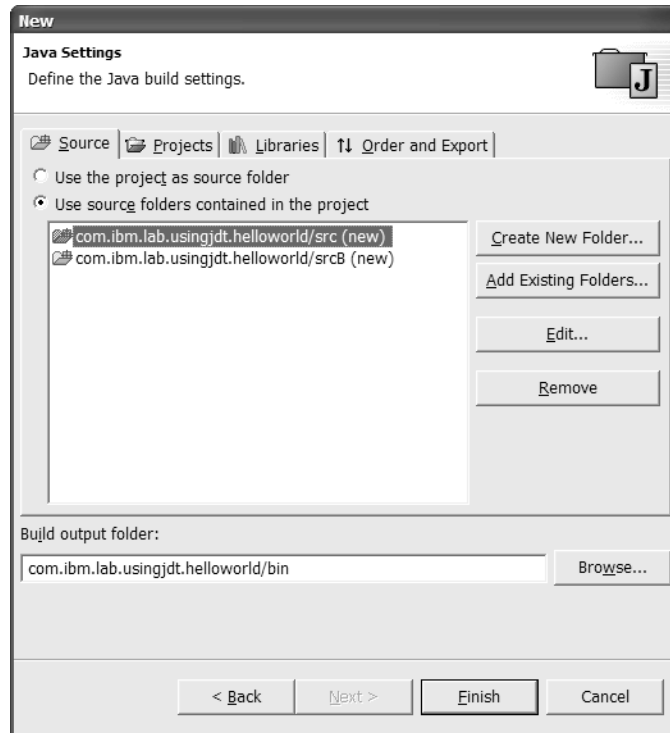 New
Java Settings
Define the Java build settings.
J
Source Projects Libraries Order and Export
Use the project as source folder
Use source folders contained in the project
com.ibm.lab.usingjdt.helloworld/src (new)
com.ibm.lab.usingjdt.helloworld/srcB (new)
Create New Folder...
Add Existing Folders...
Edit...
Remove
Build output folder:
com.ibm.lab.usingjdt.helloworld/bin
Browse...
< Back Next > Finish Cancel